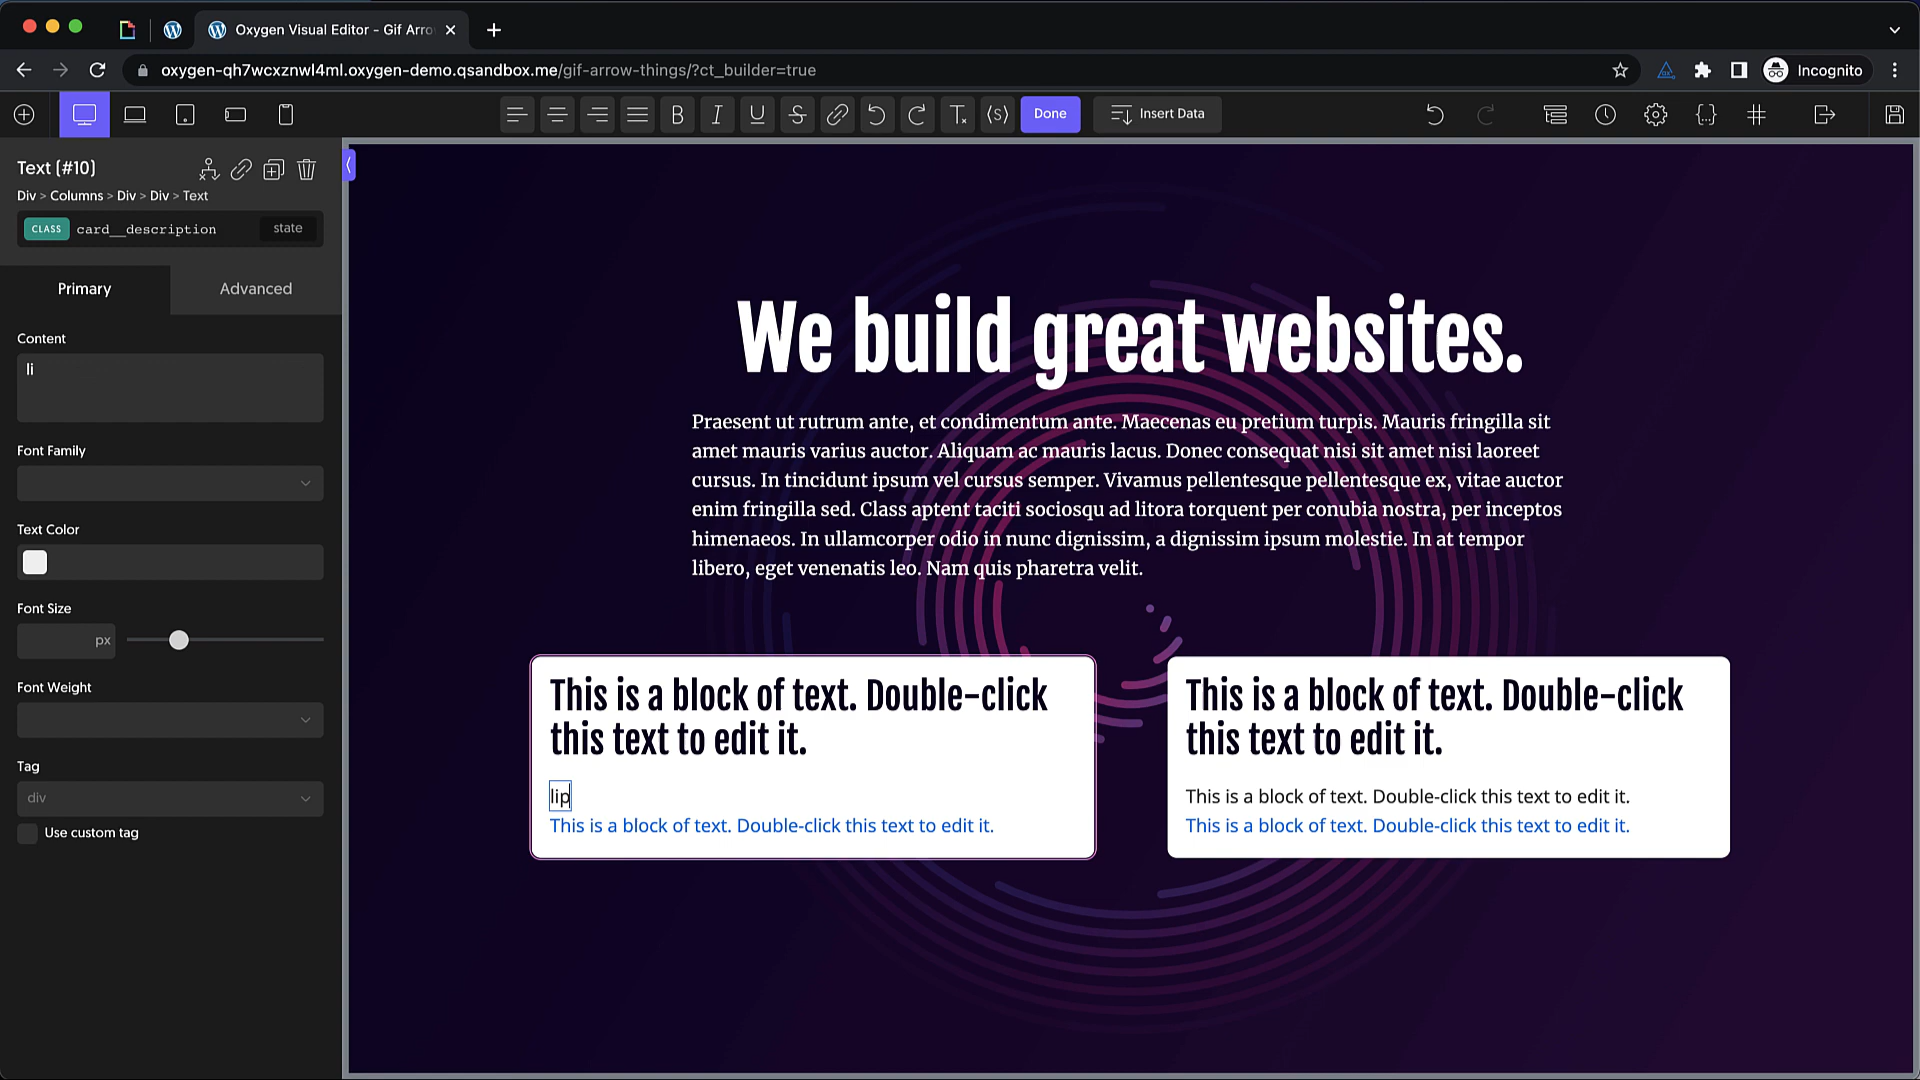 Oxygen Visual Editor - Gif Arro
oxygen-qh7wcxznwl4ml.oxygen-demo.qsandbox.me/gif-arrow-things/?ct_builder=true
Incognito
B I U S Done Insert Data
Text (#10)
Div > Columns > Div > Div > Text
CLASS card__description state
Primary Advanced
Content
li
Font Family
Text Color
Font Size
px
Font Weight
Tag
div
Use custom tag
We build great websites.
Praesent ut rutrum ante, et condimentum ante. Maecenas eu pretium turpis. Mauris fringilla sit
amet mauris varius auctor. Aliquam ac mauris lacus. Donec consequat nisi sit amet nisi laoreet
cursus. In tincidunt ipsum vel cursus semper. Vivamus pellentesque pellentesque ex, vitae auctor
enim fringilla sed. Class aptent taciti sociosqu ad litora torquent per conubia nostra, per inceptos
himenaeos. In ullamcorper odio in nunc dignissim, a dignissim ipsum molestie. In at tempor
libero, eget venenatis leo. Nam quis pharetra velit.
This is a block of text. Double-click
this text to edit it.
lip
This is a block of text. Double-click this text to edit it.
This is a block of text. Double-click
this text to edit it.
This is a block of text. Double-click this text to edit it.
This is a block of text. Double-click this text to edit it.